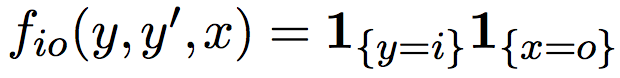 f_{io}(y, y′, x) = 𝟏_{\{y=i\}} 𝟏_{\{x=o\}}